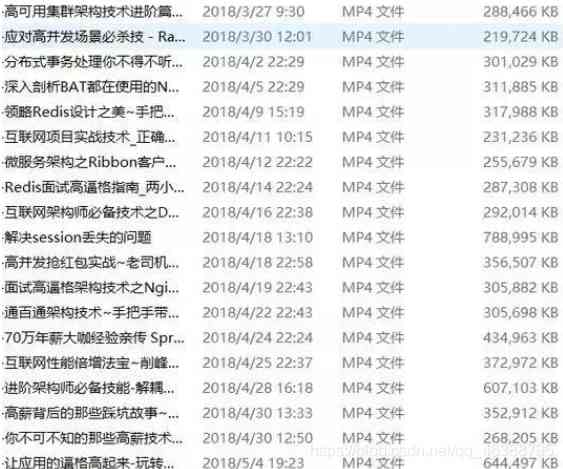 ·高可用集群架构技术进阶篇... 2018/3/27 9:30 MP4 文件 288,466 KB
·应对高并发场景必杀技 - Ra... 2018/3/30 12:01 MP4 文件 219,724 KB
·分布式事务处理你不得不听... 2018/4/2 22:29 MP4 文件 301,029 KB
·深入剖析BAT都在使用的N... 2018/4/5 22:29 MP4 文件 311,885 KB
·领略Redis设计之美~手把... 2018/4/9 15:19 MP4 文件 317,988 KB
·互联网项目实战技术_正确... 2018/4/11 10:15 MP4 文件 231,236 KB
·微服务架构之Ribbon客户... 2018/4/12 22:22 MP4 文件 255,679 KB
·Redis面试高逼格指南_两小... 2018/4/14 22:24 MP4 文件 287,308 KB
·互联网架构师必备技术之D... 2018/4/16 22:38 MP4 文件 292,014 KB
·解决session丢失的问题 2018/4/18 13:10 MP4 文件 788,995 KB
·高并发抢红包实战~老司机... 2018/4/18 22:58 MP4 文件 356,507 KB
·面试高逼格架构技术之Ngi... 2018/4/19 22:43 MP4 文件 305,882 KB
·一通百通架构技术~手把手带... 2018/4/22 22:43 MP4 文件 305,698 KB
·70万年薪大咖经验亲传 Spr... 2018/4/24 22:24 MP4 文件 434,963 KB
·互联网性能倍增法宝~削峰... 2018/4/25 22:37 MP4 文件 372,972 KB
·进阶架构师必备技能-解耦... 2018/4/28 16:18 MP4 文件 607,103 KB
·高薪背后的那些踩坑故事~... 2018/4/30 13:33 MP4 文件 352,912 KB
·你不可不知的那些高薪技术... 2018/4/30 12:50 MP4 文件 268,205 KB
·让应用的逼格高起来-玩转... 2018/5/4 19:23 MP4 文件 644,497 KB